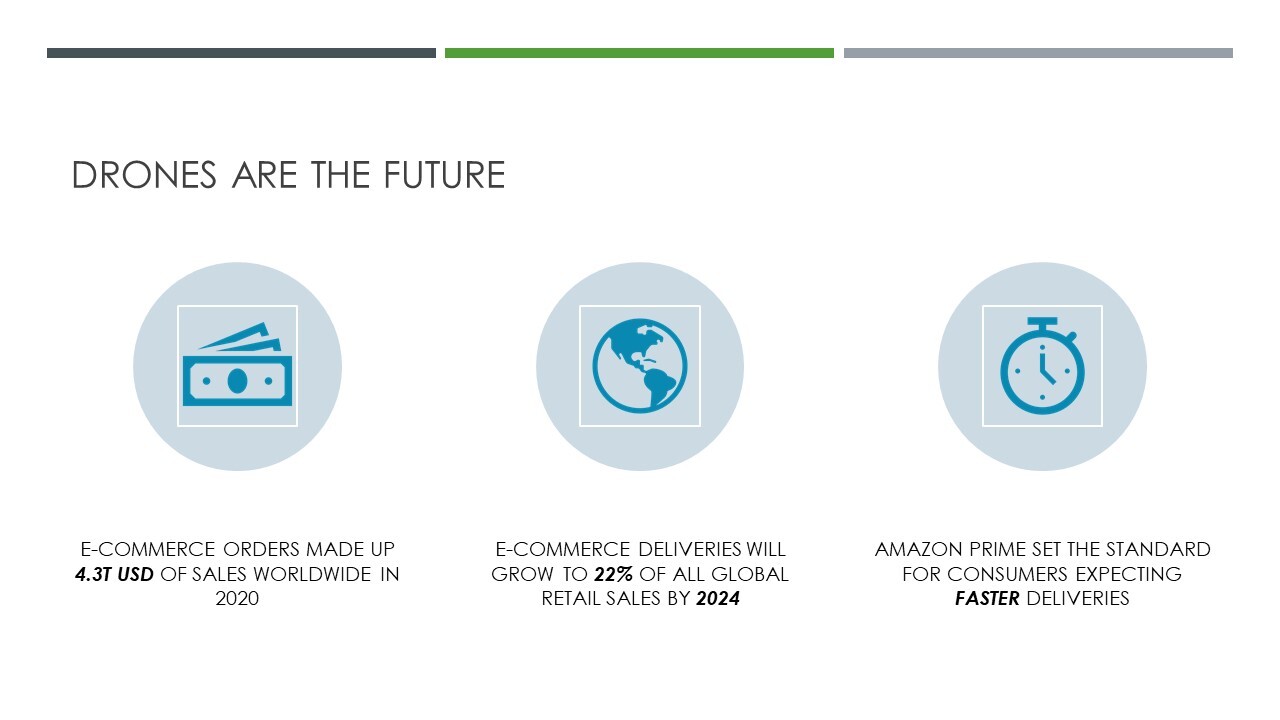 DRONES ARE THE FUTURE
E-COMMERCE ORDERS MADE UP
4.3T USD OF SALES WORLDWIDE IN
2020
E-COMMERCE DELIVERIES WILL
GROW TO 22% OF ALL GLOBAL
RETAIL SALES BY 2024
AMAZON PRIME SET THE STANDARD
FOR CONSUMERS EXPECTING
FASTER DELIVERIES